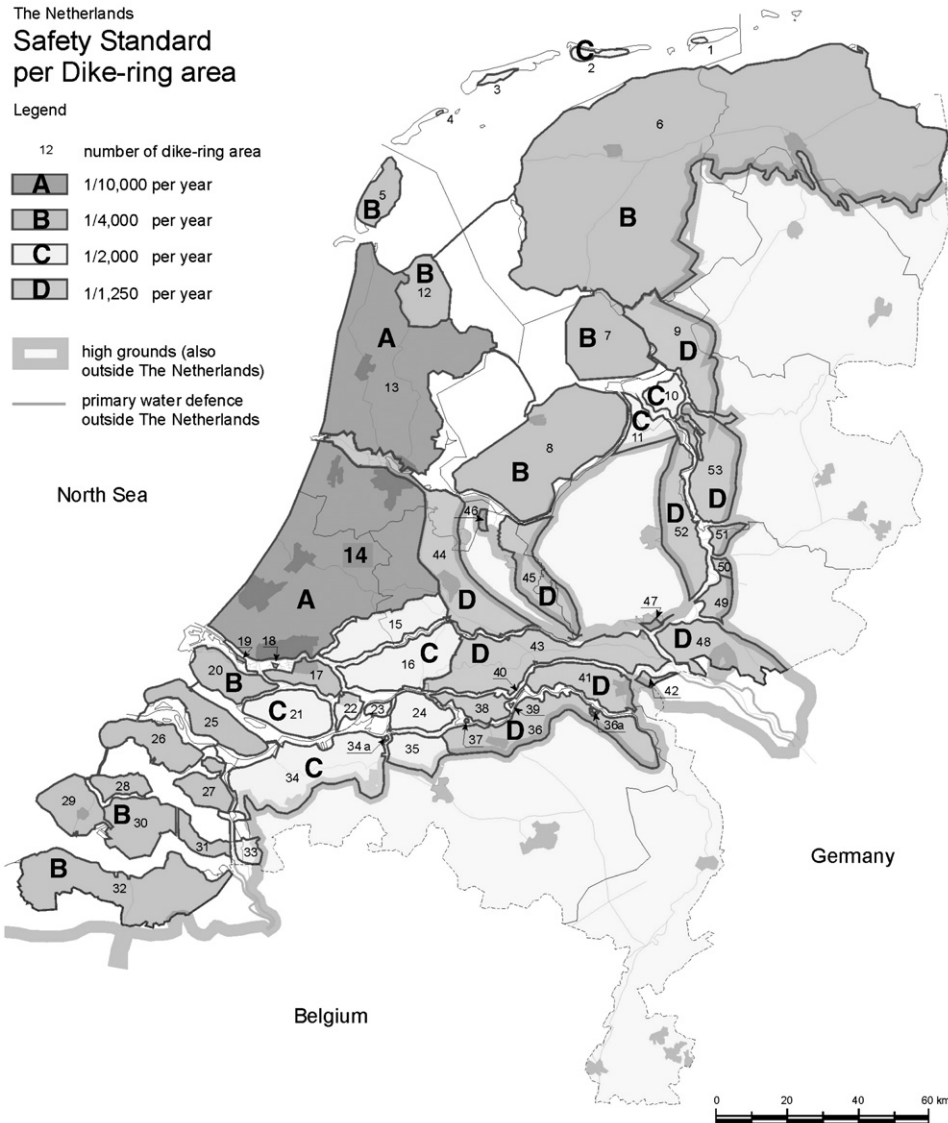 The Netherlands
Safety Standard
per Dike-ring area
Legend
12 number of dike-ring area
A 1/10,000 per year
B 1/4,000 per year
C 1/2,000 per year
D 1/1,250 per year
high grounds (also
outside The Netherlands)
primary water defence
outside The Netherlands
C
1
2
3
4
6
5
B
B
B
12
A
13
B 7
9
D
C 10
C
11
8
B
53
D
D
52
51
50
49
North Sea
46
14
44
45
D
A
D
47
15
C
16
D
43
D 48
19
18
20
B
17
40
41
D
42
C 21
22
23
24
38
39
36a
25
37
D
36
26
34a
35
34
C
28
27
29
B
30
31
33
B
32
Germany
Belgium
0 20 40 60 km